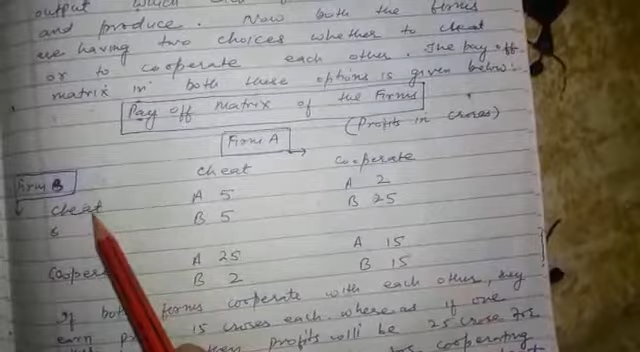 output which
and produce. Now both the firms
are having two choices whether to cheat
or to cooperate each other. The pay off
matrix in both these options is given below:
Pay off matrix of the Firms
Firm A → (Profits in crores)
Firm B cheat cooperate
cheat A 5 A 2
B 5 B 25
A 25 A 15
B 2 B 15
If both firms cooperate with each other, they
earn 15 crores each whereas if one
profits will be 25 crore for
cooperating